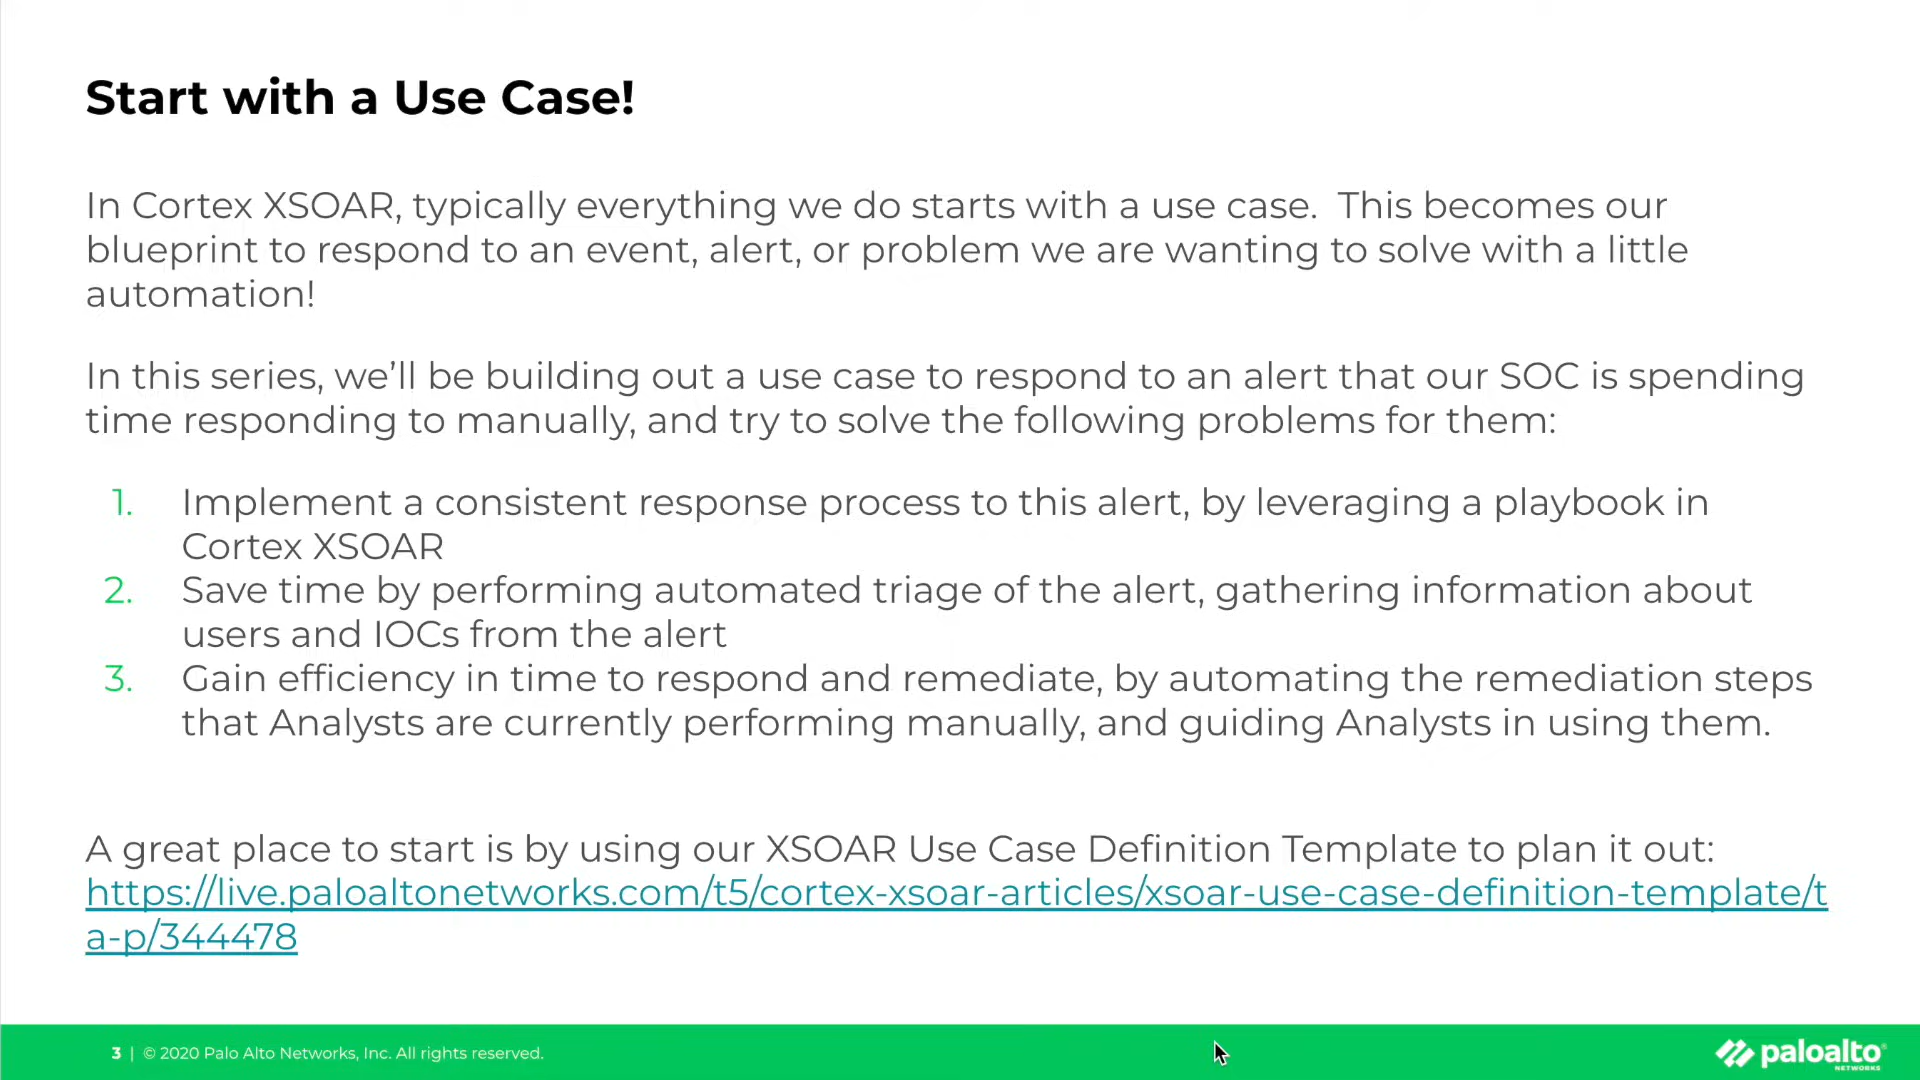 Start with a Use Case!
In Cortex XSOAR, typically everything we do starts with a use case.  This becomes our
blueprint to respond to an event, alert, or problem we are wanting to solve with a little
automation!
In this series, we’ll be building out a use case to respond to an alert that our SOC is spending
time responding to manually, and try to solve the following problems for them:
1. Implement a consistent response process to this alert, by leveraging a playbook in
Cortex XSOAR
2. Save time by performing automated triage of the alert, gathering information about
users and IOCs from the alert
3. Gain efficiency in time to respond and remediate, by automating the remediation steps
that Analysts are currently performing manually, and guiding Analysts in using them.
A great place to start is by using our XSOAR Use Case Definition Template to plan it out:
https://live.paloaltonetworks.com/t5/cortex-xsoar-articles/xsoar-use-case-definition-template/t
a-p/344478
3 | © 2020 Palo Alto Networks, Inc. All rights reserved.
paloalto®
NETWORKS